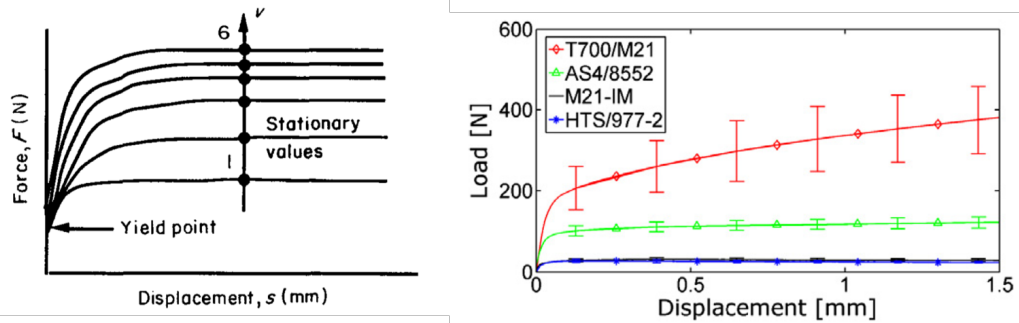 v
6
Force, F (N)
Stationary
values
1
Yield point
Displacement, s (mm)
600
400
200
0
Load [N]
T700/M21
AS4/8552
M21-IM
HTS/977-2
0
0.5
1
1.5
Displacement [mm]